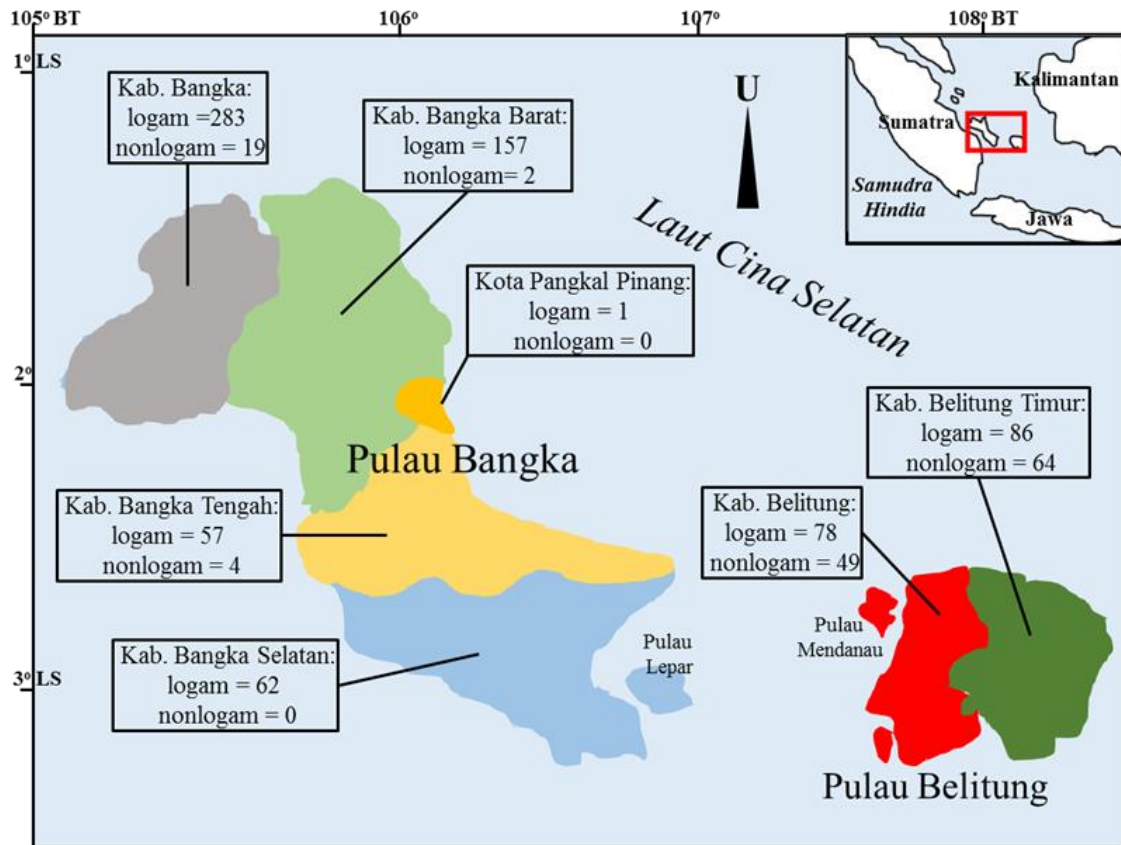 105° BT
106°
107°
108° BT
1° LS
2°
3° LS
Kab. Bangka:
logam =283
nonlogam = 19
Kab. Bangka Barat:
logam = 157
nonlogam= 2
U
Laut Cina Selatan
Kalimantan
Sumatra
Samudra
Hindia
Jawa
Kota Pangkal Pinang:
logam = 1
nonlogam = 0
Pulau Bangka
Kab. Belitung Timur:
logam = 86
nonlogam = 64
Kab. Bangka Tengah:
logam = 57
nonlogam = 4
Kab. Belitung:
logam = 78
nonlogam = 49
Kab. Bangka Selatan:
logam = 62
nonlogam = 0
Pulau
Lepar
Pulau
Mendanau
Pulau Belitung